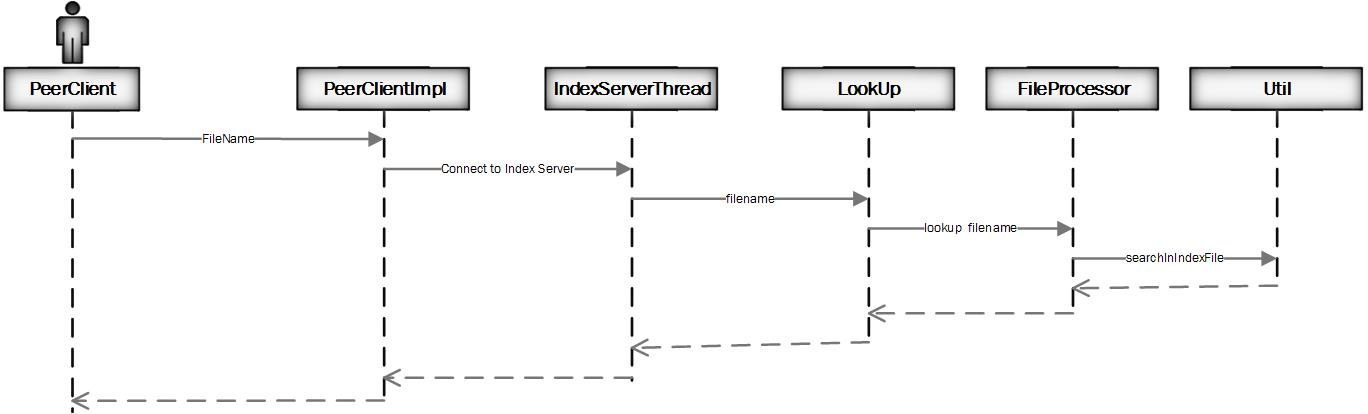 PeerClient
PeerClientImpl
IndexServerThread
LookUp
FileProcessor
Util
FileName
Connect to Index Server
filename
lookup filename
searchInIndexFile